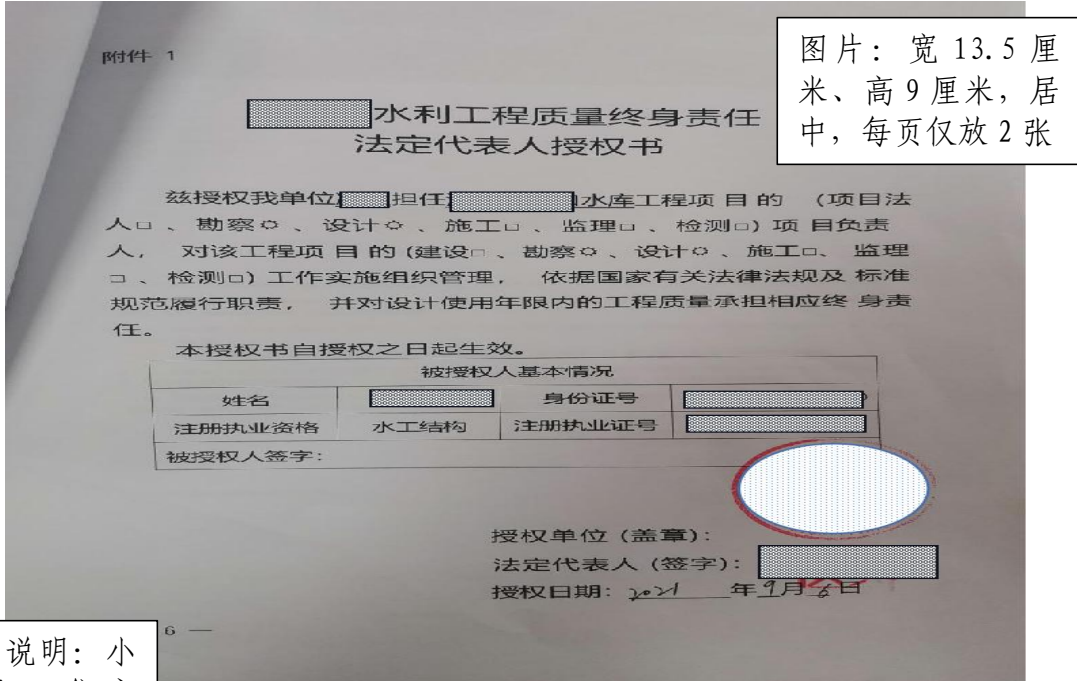 附件 1
图片：宽 13.5 厘
米、高 9 厘米，居
中，每页仅放 2 张
水利工程质量终身责任
法定代表人授权书
兹授权我单位 担任 水库工程项目的 （项目法
人□、勘察☼、设计☼、施工□、监理□、检测□）项目负责
人， 对该工程项目的（建设□、勘察☼、设计☼、施工□、监理
□、检测□）工作实施组织管理， 依据国家有关法律法规及标准
规范履行职责， 并对设计使用年限内的工程质量承担相应终身责
任。
本授权书自授权之日起生效。
被授权人基本情况
姓名 身份证号
注册执业资格 水工结构 注册执业证号
被授权人签字：
授权单位（盖章）：
法定代表人（签字）：
授权日期：2021 年 月 日
6 —
说明：小